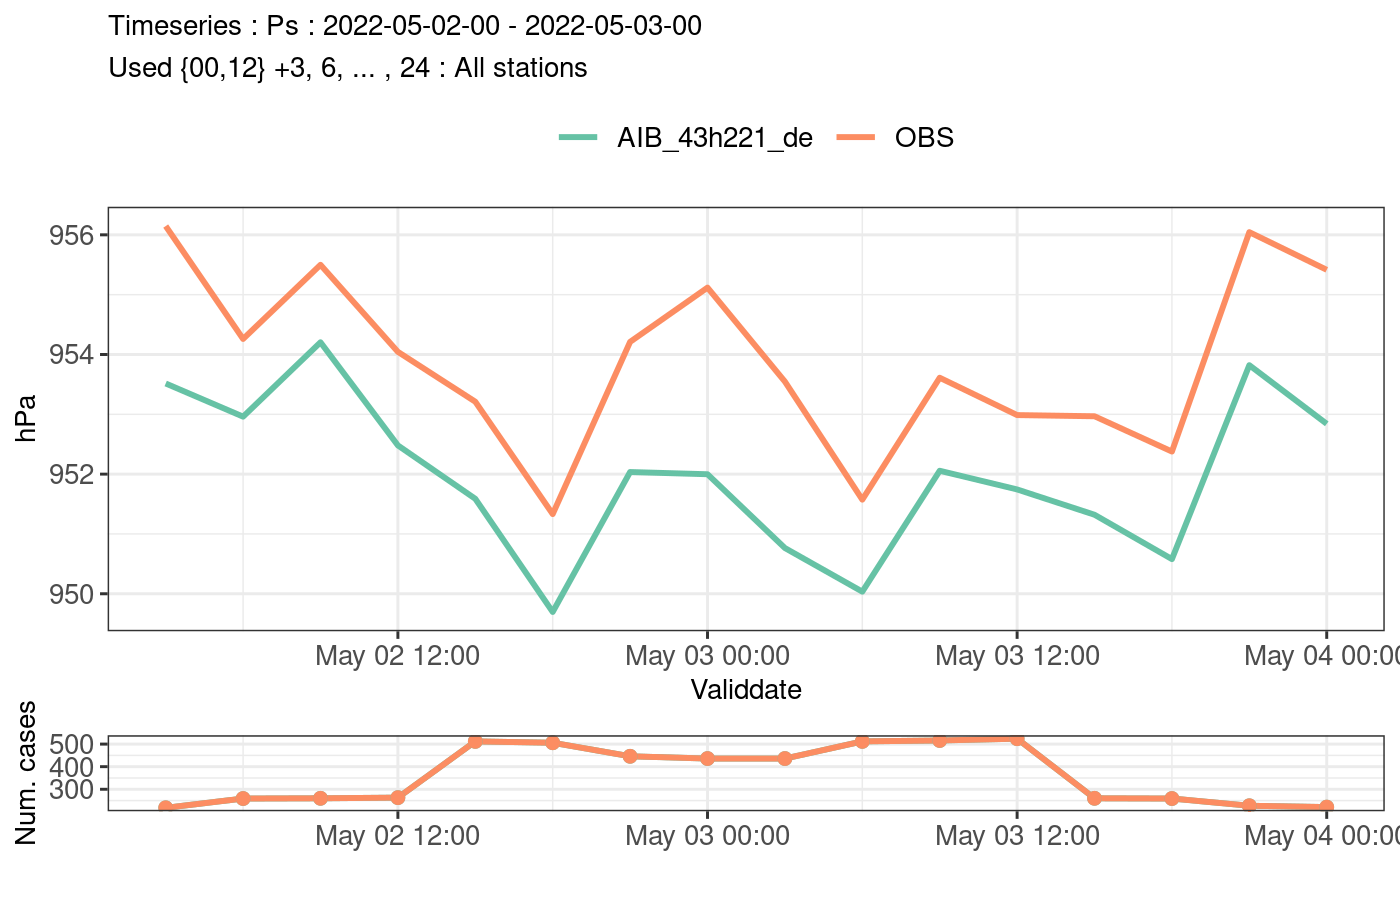 Timeseries : Ps : 2022-05-02-00 - 2022-05-03-00
Used {00,12} +3, 6, ... , 24 : All stations
AIB_43h221_de OBS
956
954
952
950
hPa
May 02 12:00 May 03 00:00 May 03 12:00 May 04 00:00
Validdate
500
400
300
Num. cases
May 02 12:00 May 03 00:00 May 03 12:00 May 04 00:00